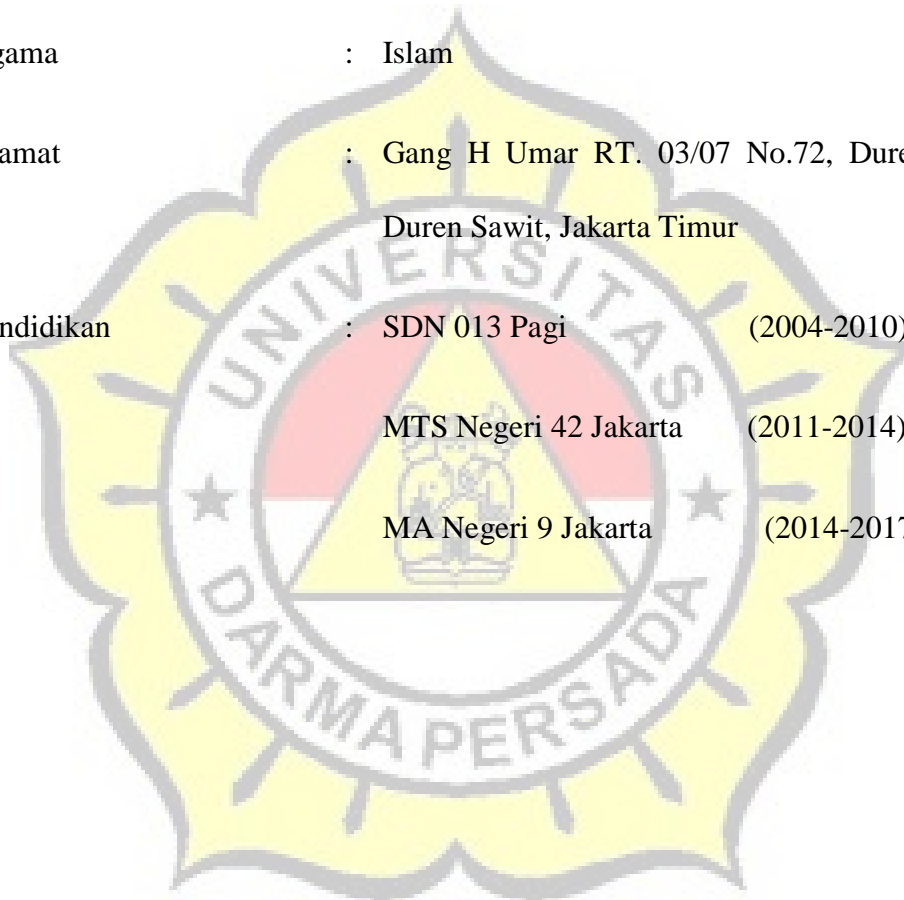 gama : Islam
amat : Gang H Umar RT. 03/07 No.72, Dure
Duren Sawit, Jakarta Timur
ndidikan : SDN 013 Pagi (2004-2010)
MTS Negeri 42 Jakarta (2011-2014)
MA Negeri 9 Jakarta (2014-2017
UNIVERSITAS
DARMA PERSADA